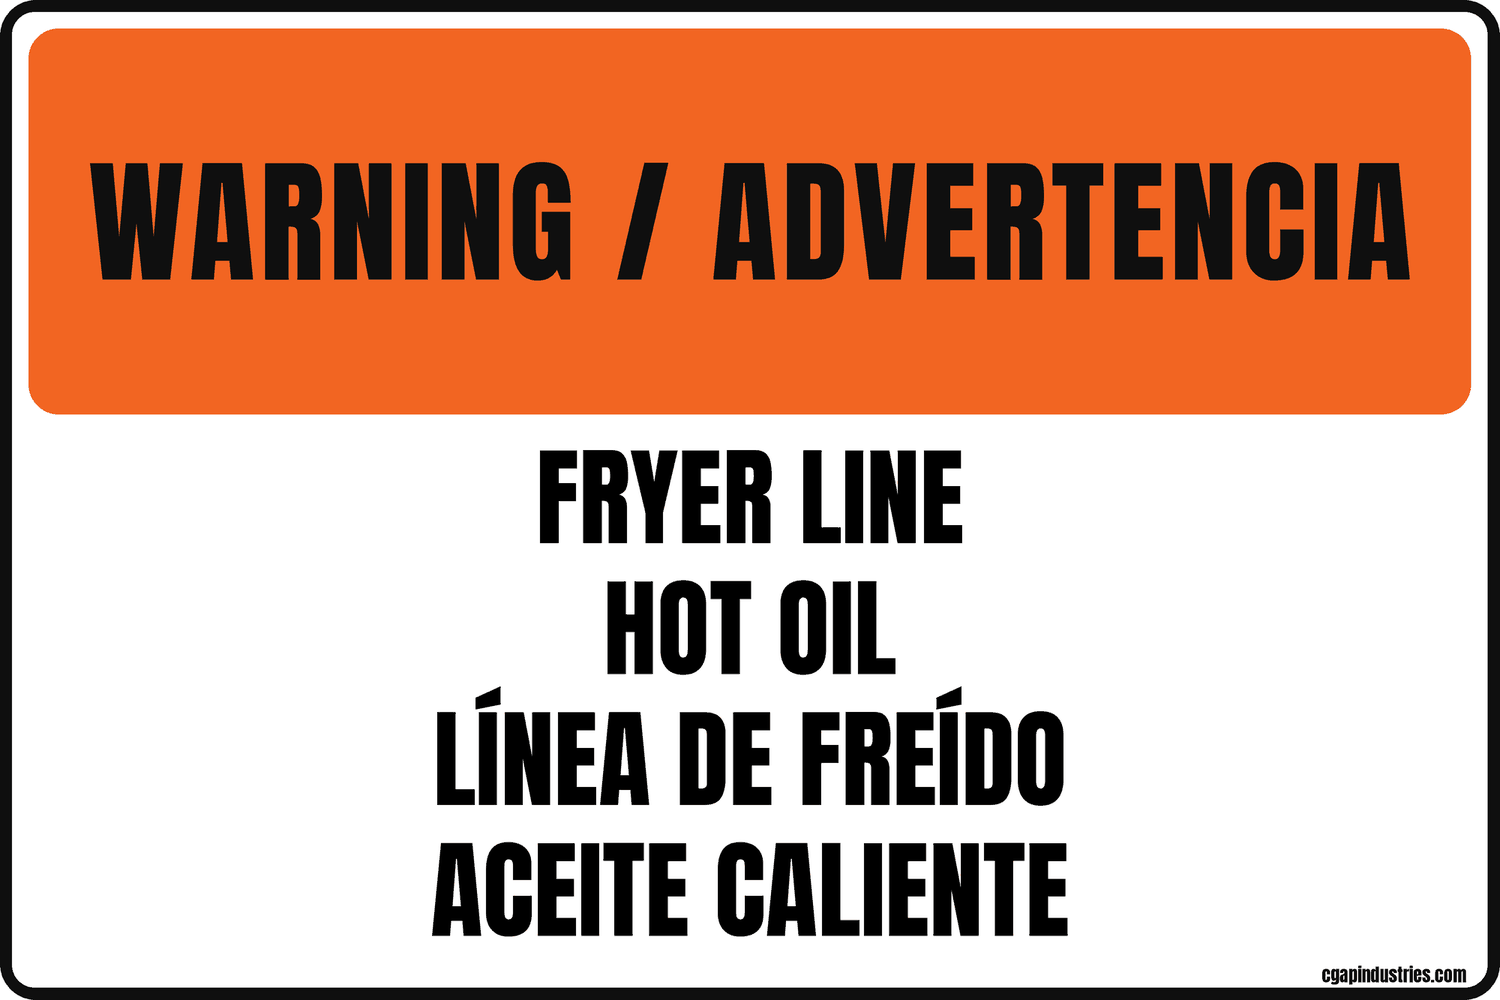 WARNING / ADVERTENCIA
FRYER LINE
HOT OIL
LÍNEA DE FREÍDO
ACEITE CALIENTE
cgapindustries.com